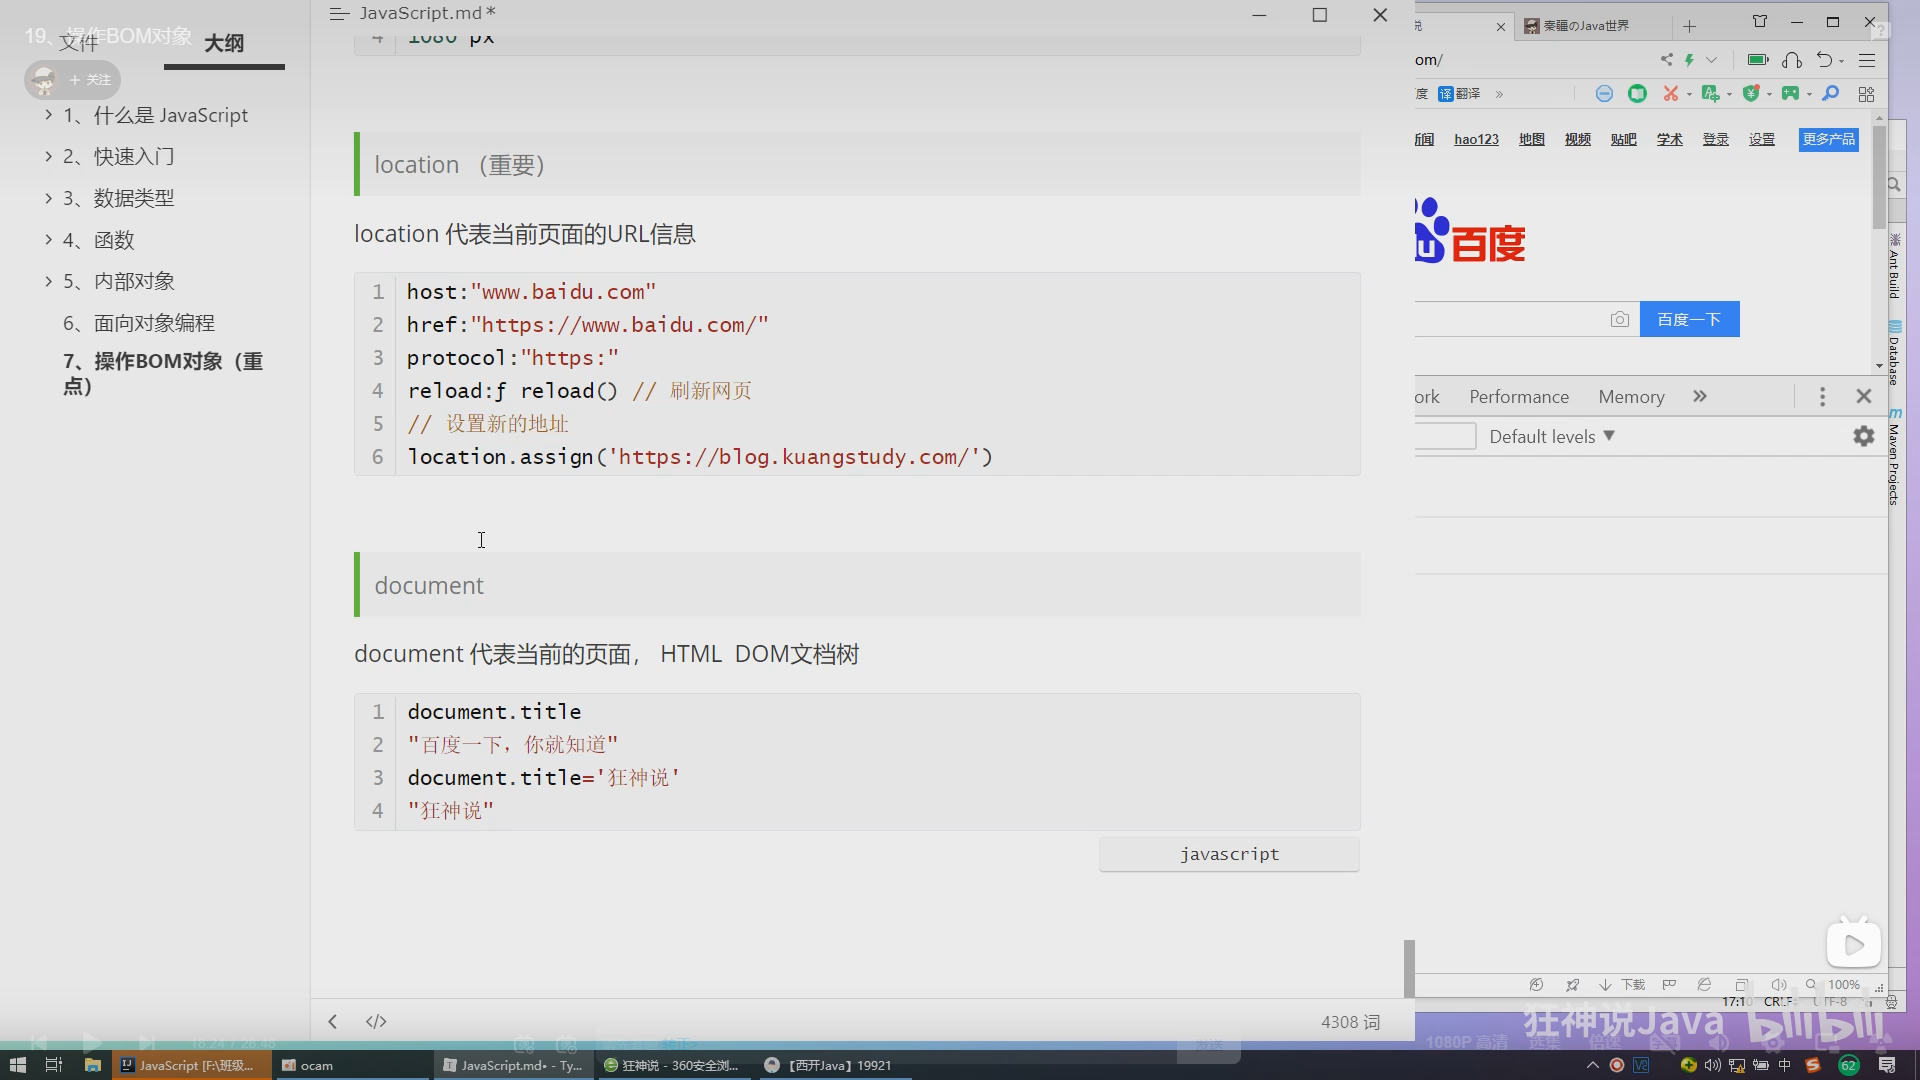 19、操作BOM对象
文件
大纲
+ 关注
1、什么是 JavaScript
2、快速入门
3、数据类型
4、函数
5、内部对象
6、面向对象编程
7、操作BOM对象（重
点）
JavaScript.md*
4 1080 px
location （重要）
location 代表当前页面的URL信息
1 host:"www.baidu.com"
2 href:"https://www.baidu.com/"
3 protocol:"https:"
4 reload:ƒ reload() // 刷新网页
5 // 设置新的地址
6 location.assign('https://blog.kuangstudy.com/')
document
document 代表当前的页面， HTML DOM文档树
1 document.title
2 "百度一下，你就知道"
3 document.title='狂神说'
4 "狂神说"
javascript
4308 词
说
秦疆のJava世界
om/
度
译 翻译
»
新闻 hao123 地图 视频 贴吧 学术 登录 设置 更多产品
百度
百度一下
ork Performance Memory »
Default levels ▼
Ant Build
Database
Maven Projects
下载
100%
17:10 CRLF UTF-8
狂神说Java bilibili
18:24 / 26:48
发送
1080P 高清 选集 倍速
JavaScript [F:\班级...
ocam
JavaScript.md• - Ty...
狂神说 - 360安全浏...
【西开Java】19921
中
62